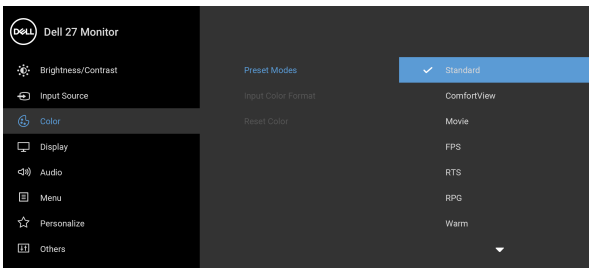 DELL Dell 27 Monitor
Brightness/Contrast
Input Source
Color
Display
Audio
Menu
Personalize
Others
Preset Modes
Input Color Format
Reset Color
Standard
ComfortView
Movie
FPS
RTS
RPG
Warm